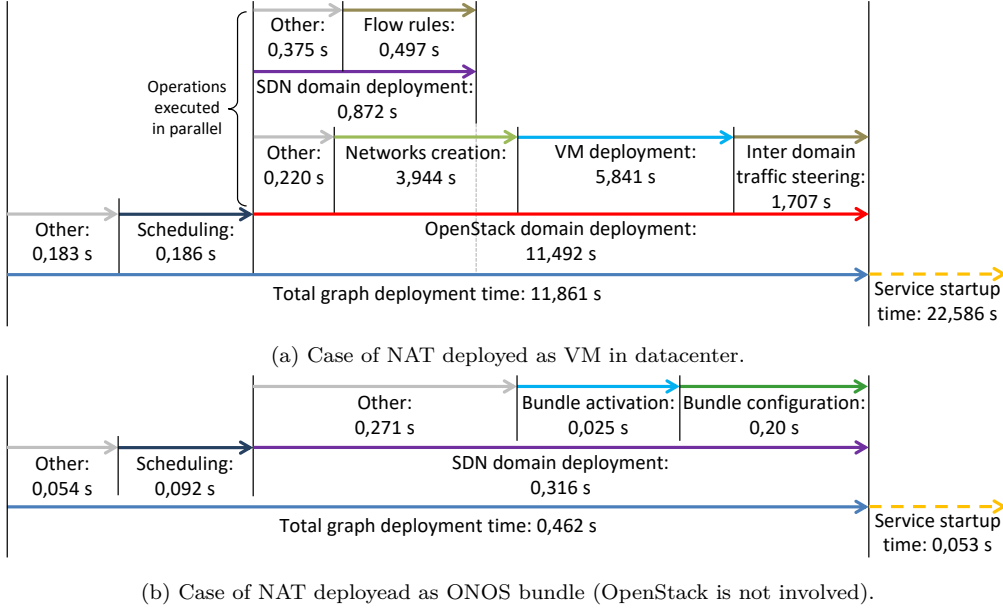 Other:
0,375 s
Flow rules:
0,497 s
Operations
executed
in parallel
SDN domain deployment:
0,872 s
Other:
0,220 s
Networks creation:
3,944 s
VM deployment:
5,841 s
Inter domain
traffic steering:
1,707 s
Other:
0,183 s
Scheduling:
0,186 s
OpenStack domain deployment:
11,492 s
Total graph deployment time: 11,861 s
Service startup
time: 22,586 s
(a) Case of NAT deployed as VM in datacenter.
Other:
0,271 s
Bundle activation:
0,025 s
Bundle configuration:
0,20 s
Other:
0,054 s
Scheduling:
0,092 s
SDN domain deployment:
0,316 s
Total graph deployment time: 0,462 s
Service startup
time: 0,053 s
(b) Case of NAT deployead as ONOS bundle (OpenStack is not involved).